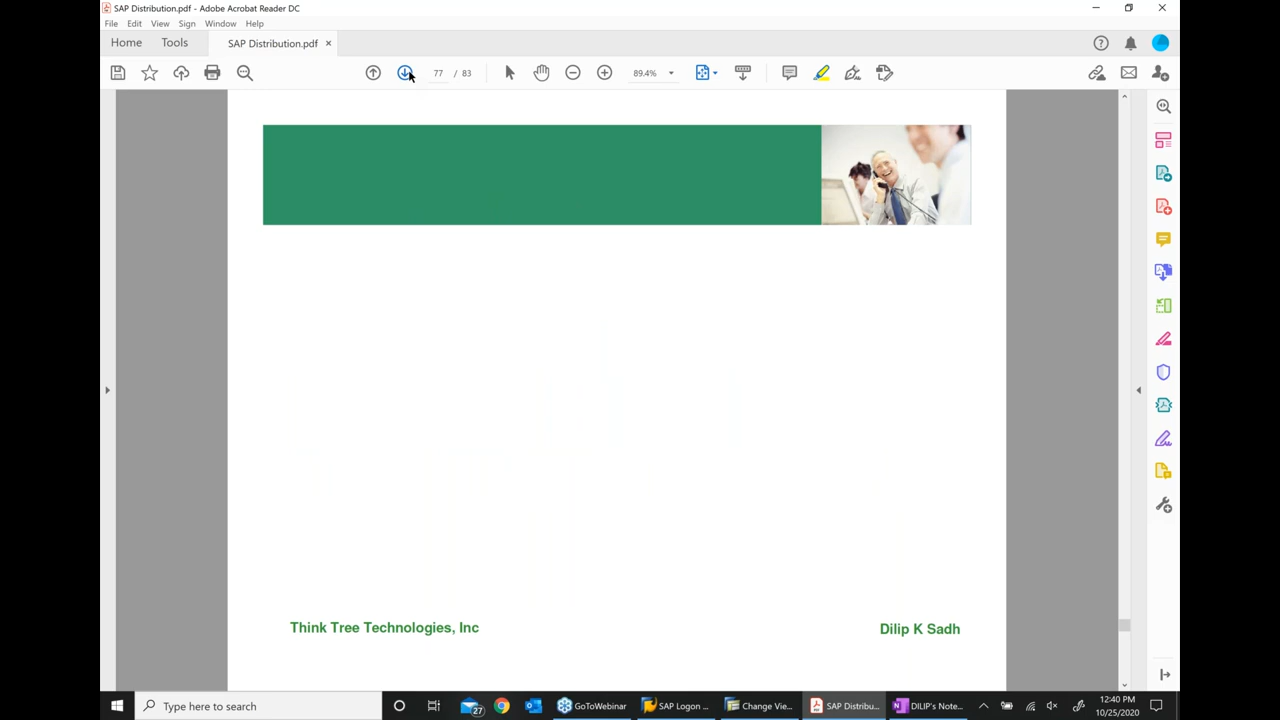 SAP Distribution.pdf - Adobe Acrobat Reader DC
File Edit View Sign Window Help
Home Tools SAP Distribution.pdf
77 / 83 89.4%
Think Tree Technologies, Inc
Dilip K Sadh
Type here to search
27
GoToWebinar
SAP Logon ...
Change Vie...
SAP Distribu...
DILIP's Note...
12:40 PM
10/25/2020